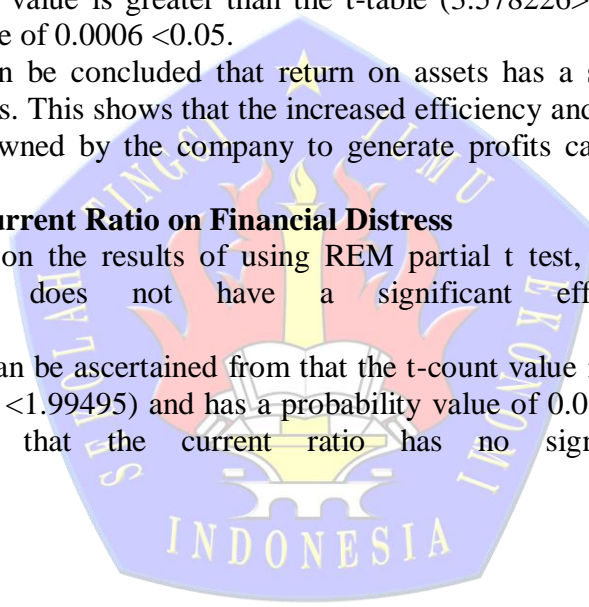 value is greater than the t-table (3.578226>
e of 0.0006 <0.05.
n be concluded that return on assets has a s
s. This shows that the increased efficiency and
wned by the company to generate profits ca
urrent Ratio on Financial Distress
on the results of using REM partial t test,
does not have a significant eff
an be ascertained from that the t-count value
<1.99495) and has a probability value of 0.0
that the current ratio has no sign
SEKOLAH TINGGI ILMU EKONOMI
INDONESIA